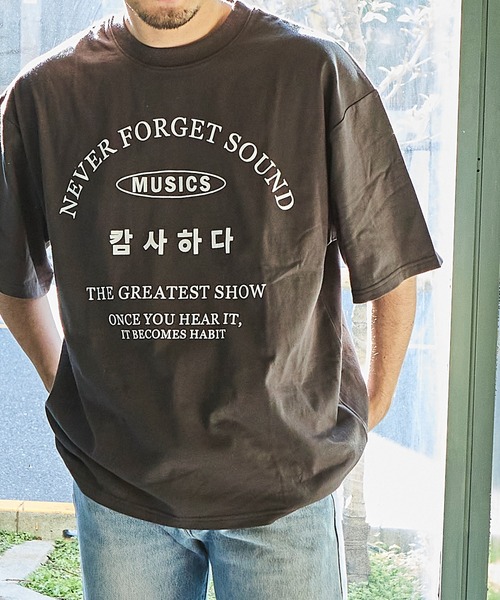 NEVER FORGET SOUND
MUSICS
캄사하다
THE GREATEST SHOW
ONCE YOU HEAR IT,
IT BECOMES HABIT